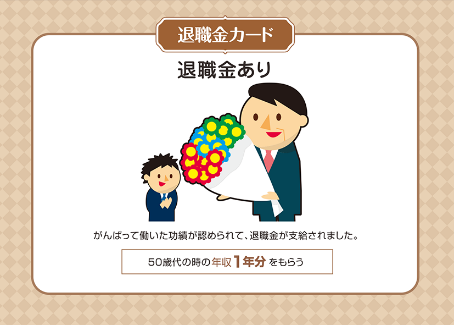 退職金カード
退職金あり
がんばって働いた功績が認められて、退職金が支給されました。
50歳代の時の年収1年分をもらう